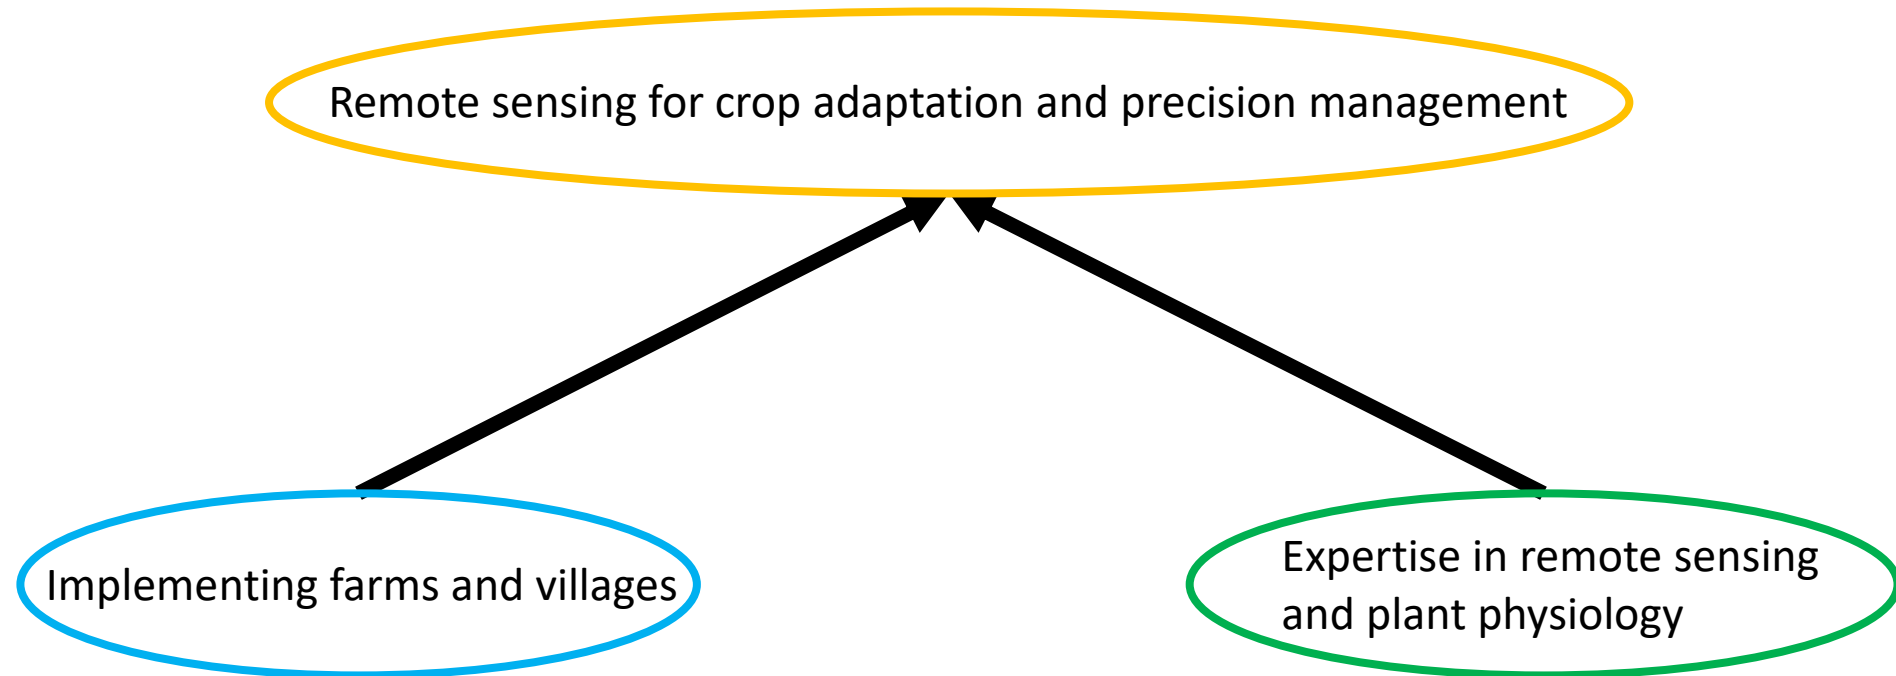 Remote sensing for crop adaptation and precision management
Implementing farms and villages
Expertise in remote sensing
and plant physiology